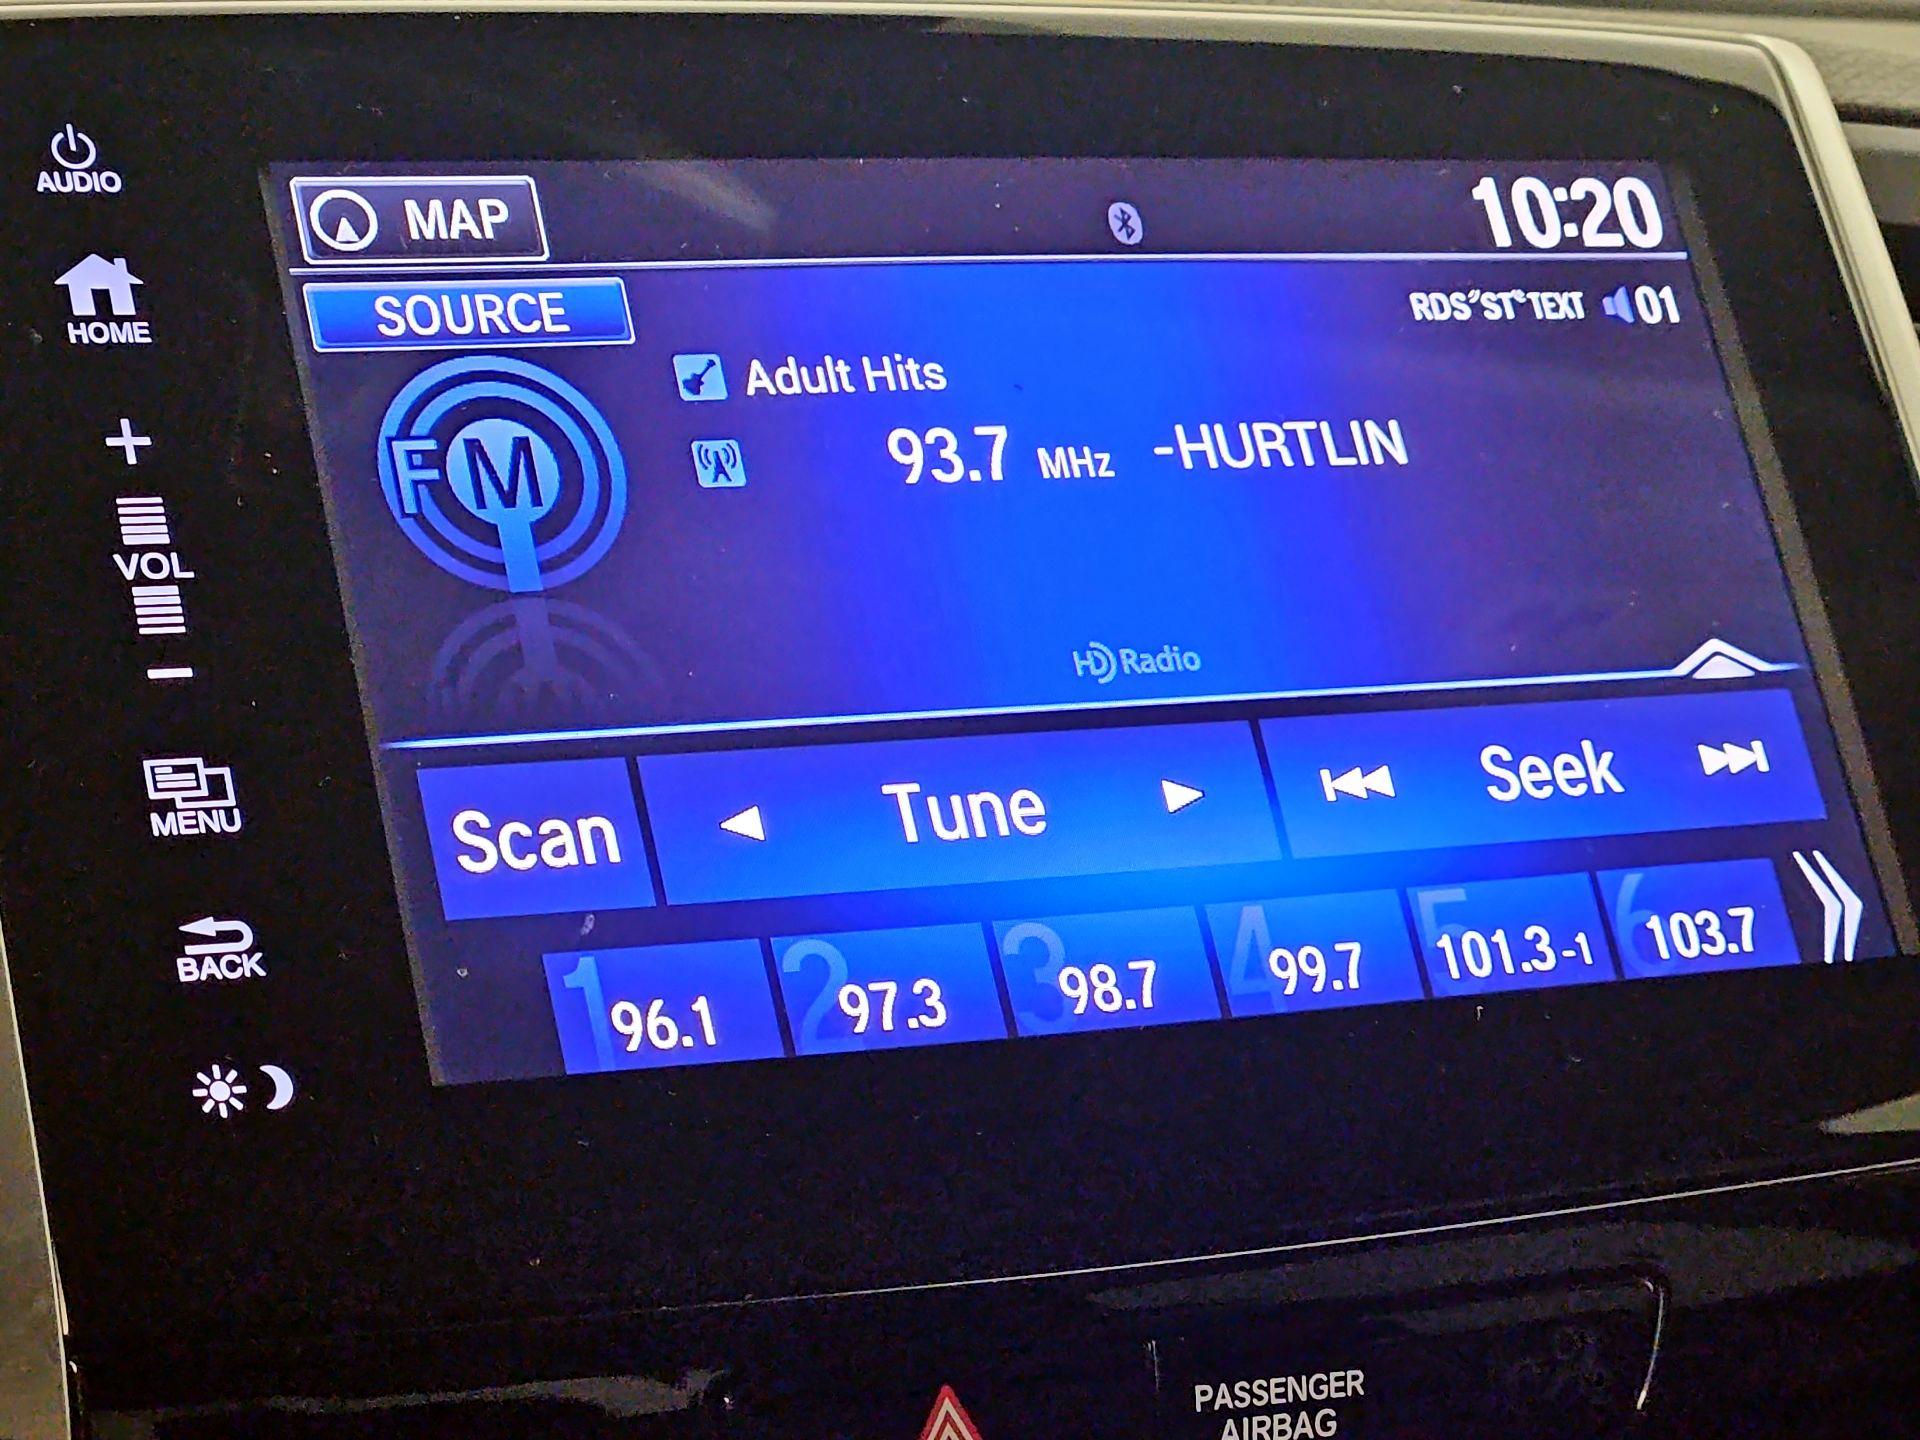 AUDIO
MAP
10:20
HOME
SOURCE
RDS ST TEXT 01
Adult Hits
FM
93.7 MHz -HURTLIN
+
VOL
-
HD Radio
MENU
Scan
Tune
Seek
BACK
1 96.1
2 97.3
3 98.7
4 99.7
5 101.3-1
6 103.7
PASSENGER
AIRBAG